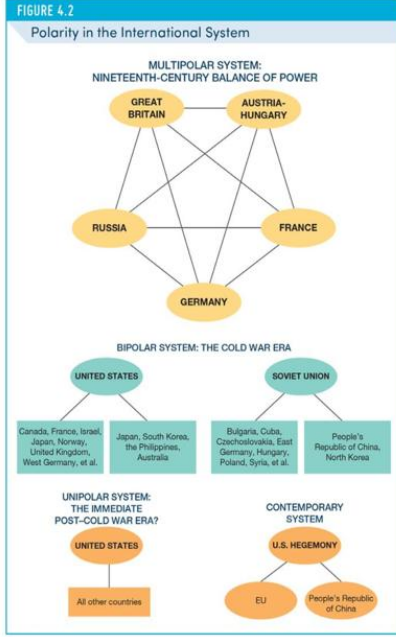 FIGURE 4.2
Polarity in the International System
MULTIPOLAR SYSTEM:
NINETEENTH-CENTURY BALANCE OF POWER
GREAT
BRITAIN
AUSTRIA-
HUNGARY
RUSSIA
FRANCE
GERMANY
BIPOLAR SYSTEM: THE COLD WAR ERA
UNITED STATES
SOVIET UNION
Canada, France, Israel,
Japan, Norway,
United Kingdom,
West Germany, et al.
Japan, South Korea,
the Philippines,
Australia
Bulgaria, Cuba,
Czechoslovakia, East
Germany, Hungary,
Poland, Syria, et al.
People's
Republic of China,
North Korea
UNIPOLAR SYSTEM:
THE IMMEDIATE
POST–COLD WAR ERA?
UNITED STATES
All other countries
CONTEMPORARY
SYSTEM
U.S. HEGEMONY
EU
People's Republic
of China